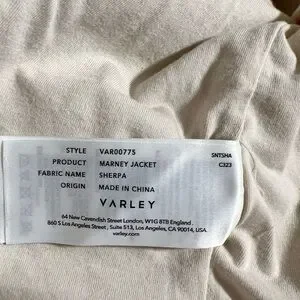 STYLE VAR00775 SNTSHA
PRODUCT MARNEY JACKET C323
FABRIC NAME SHERPA
ORIGIN MADE IN CHINA
VARLEY
64 New Cavendish Street London, W1G 8TB England.
860 S Los Angeles Street, Suite 513, Los Angeles, CA 90014, USA.
varley.com